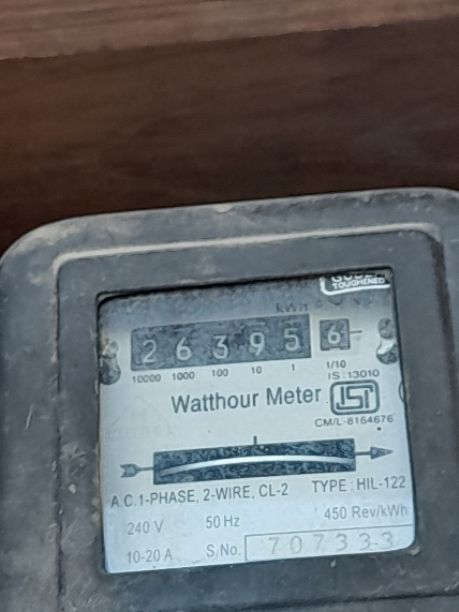 TOUGHENED
kWh
2 6 3 9 5 6
10000 1000 100 10 1 1/10
IS:13010
Watthour Meter ISI
CM/L-8164676
A.C.1-PHASE, 2-WIRE, CL-2 TYPE : HIL-122
240 V 50 Hz 450 Rev/kWh
10-20 A S.No. 707333